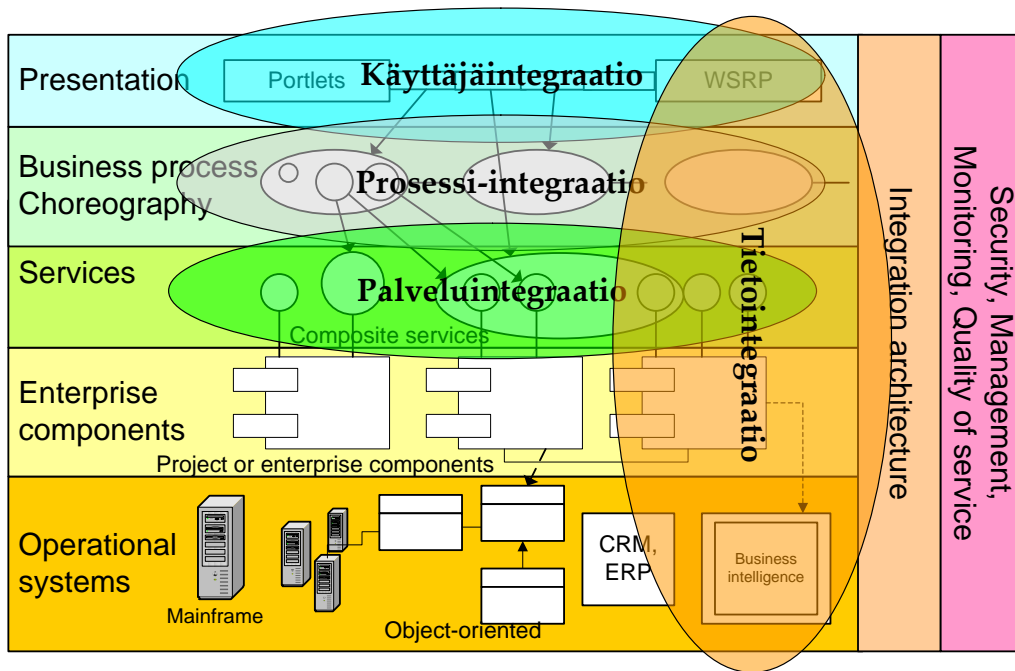 Presentation
Portlets
Käyttäjäintegraatio
WSRP
Business process
Choreography
Prosessi-integraatio
Services
Palveluintegraatio
Composite services
Tietointegraatio
Enterprise
components
Project or enterprise components
Operational
systems
Mainframe
Object-oriented
CRM,
ERP
Business
intelligence
Integration architecture
Security, Management,
Monitoring, Quality of service